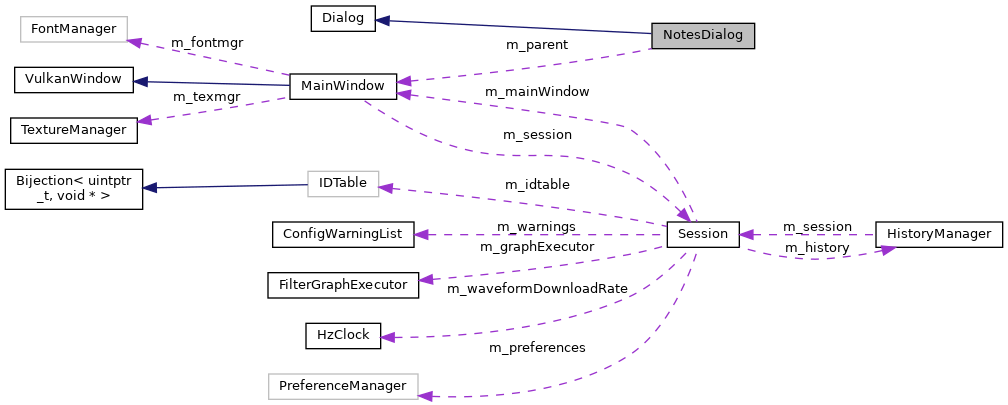 Dialog
FontManager
NotesDialog
m_fontmgr
m_parent
VulkanWindow
MainWindow
m_texmgr
m_mainWindow
TextureManager
m_session
Bijection< uintptr
_t, void * >
IDTable
m_idtable
ConfigWarningList
m_warnings
Session
m_session
HistoryManager
m_graphExecutor
m_history
FilterGraphExecutor
m_waveformDownloadRate
HzClock
m_preferences
PreferenceManager